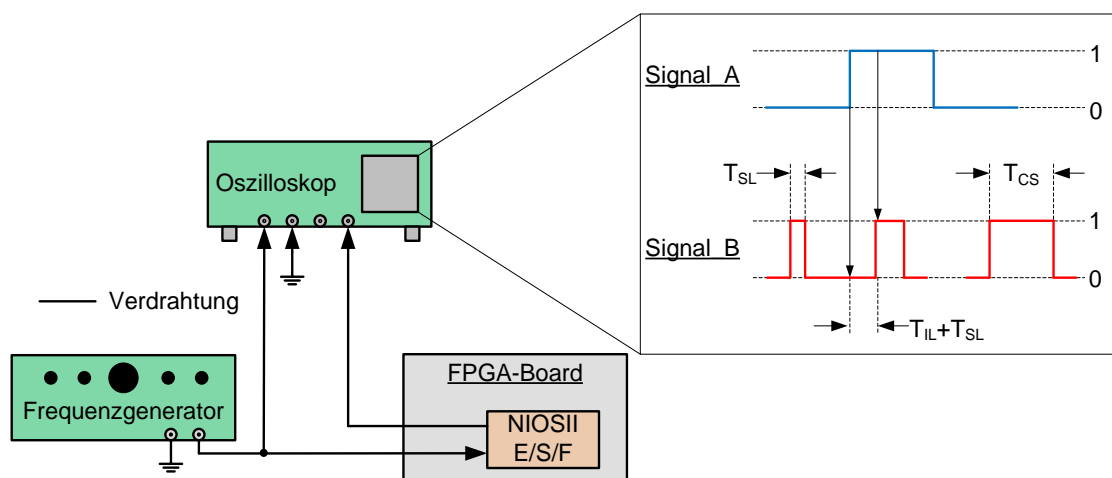 Signal_A
1
0
Oszilloskop
T_SL
T_CS
Signal_B
1
0
T_IL+T_SL
Verdrahtung
Frequenzgenerator
FPGA-Board
NIOSII
E/S/F